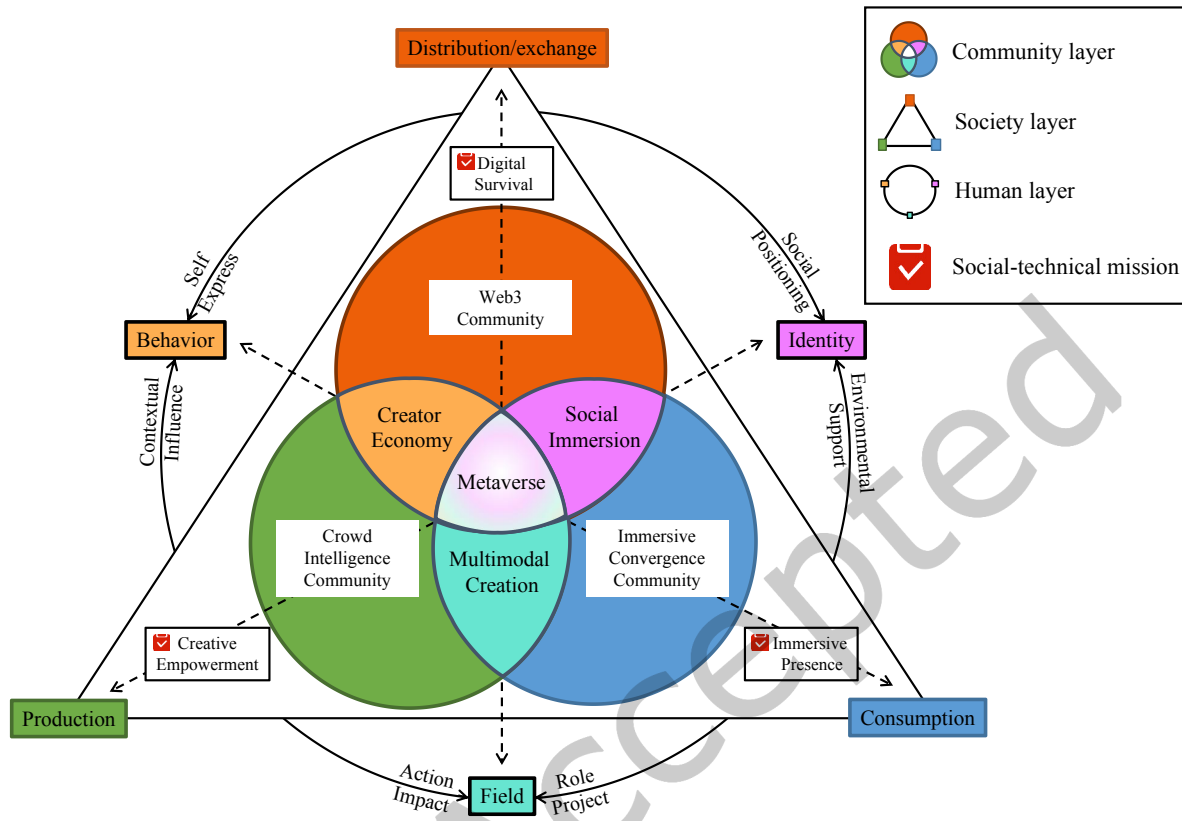 Distribution/exchange
Community layer
Society layer
Human layer
Social-technical mission
Digital
Survival
Self
Express
Social
Positioning
Web3
Community
Behavior
Identity
Contextual
Influence
Environmental
Support
Creator
Economy
Social
Immersion
Metaverse
Crowd
Intelligence
Community
Multimodal
Creation
Immersive
Convergence
Community
Creative
Empowerment
Immersive
Presence
Production
Consumption
Action
Impact
Field
Role
Project
Accepted